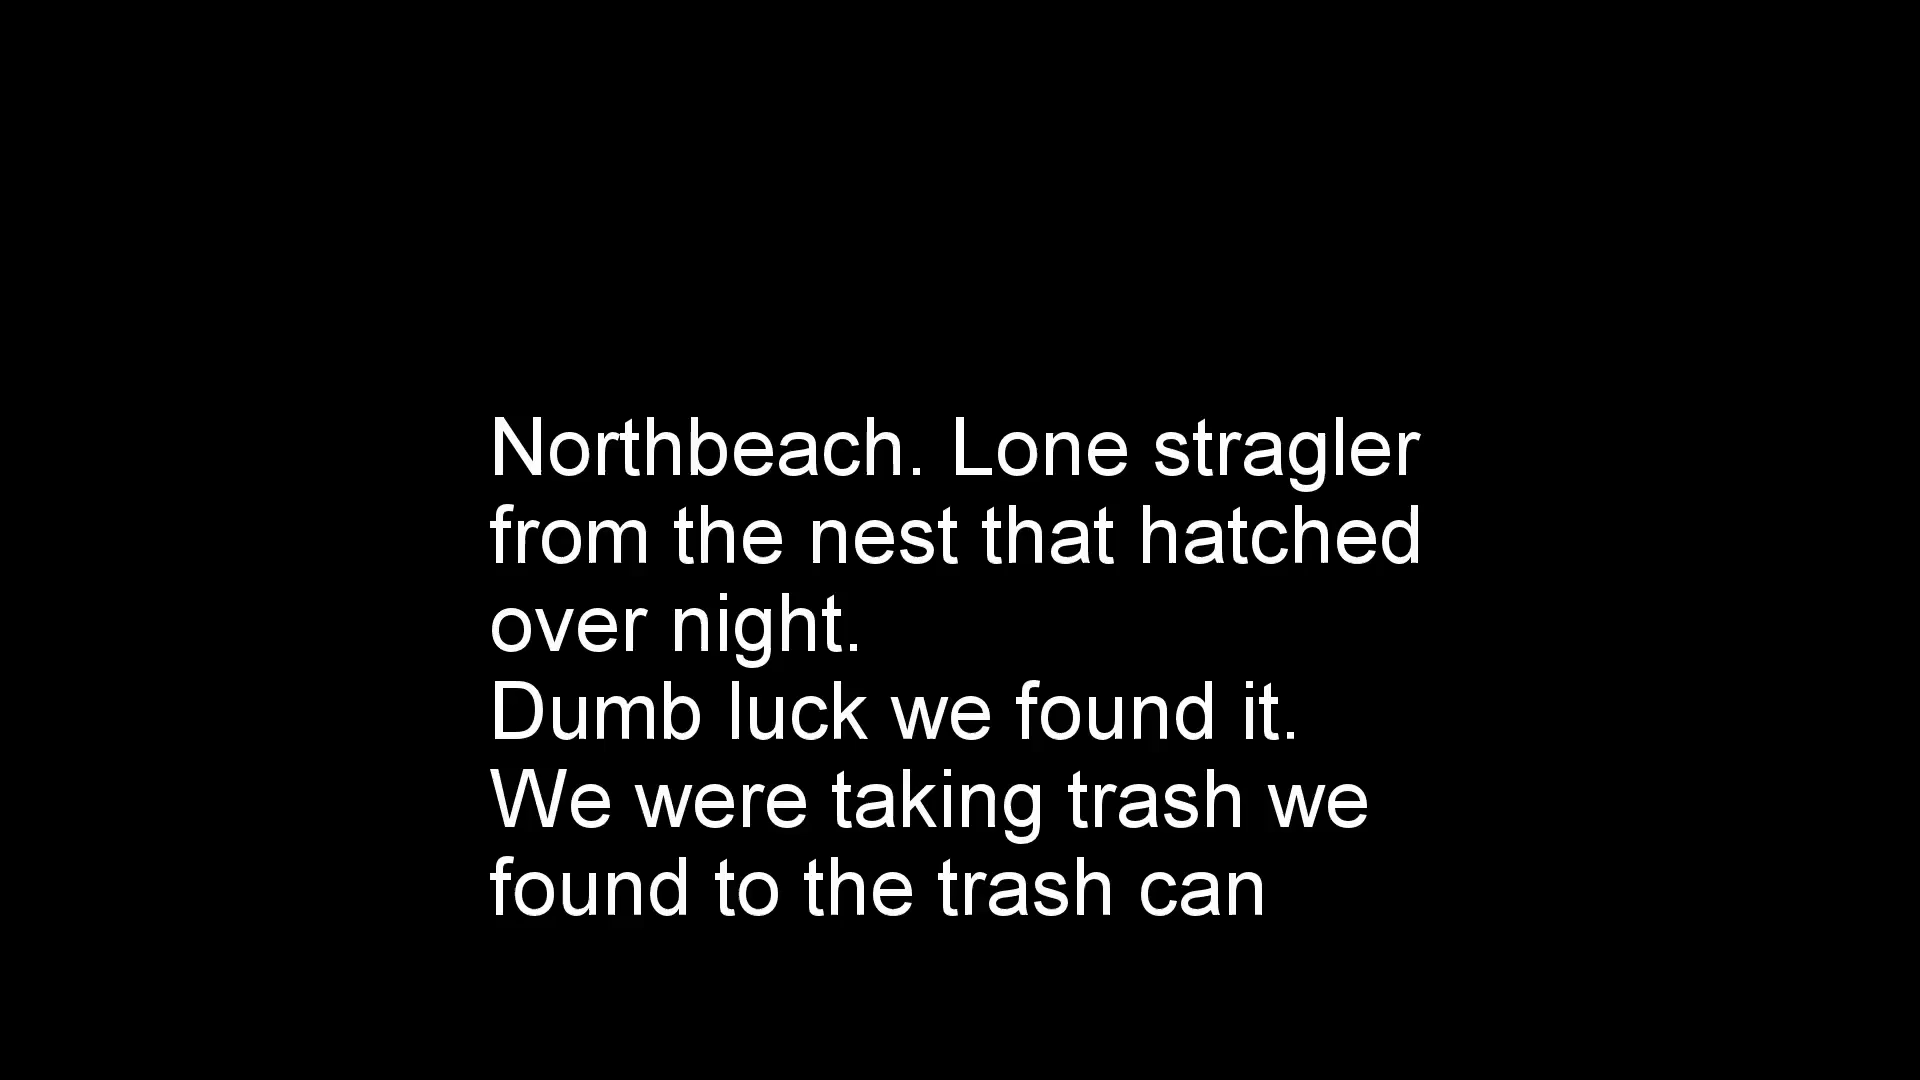 Northbeach. Lone stragler
from the nest that hatched
over night.
Dumb luck we found it.
We were taking trash we
found to the trash can